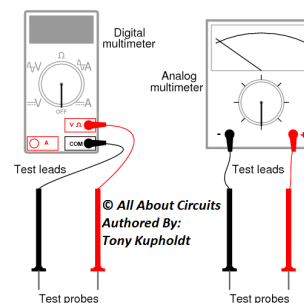 Digital
multimeter
Ω
V
A
V
A
OFF
V Ω
A
COM
Test leads
Test probes
© All About Circuits
Authored By:
Tony Kupholdt
Analog
multimeter
-
+
Test leads
Test probes